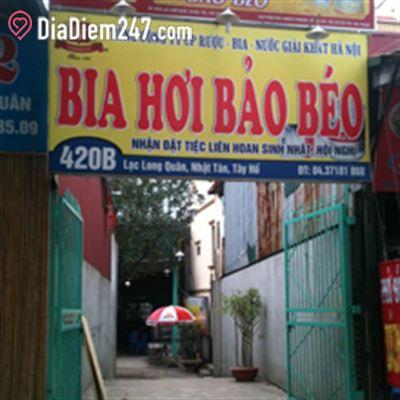 DiaDiem247.com
BẢO BÉO
CP RƯỢU - BIA - NƯỚC GIẢI KHÁT HÀ NỘI
BIA HƠI BẢO BÉO
NHẬN ĐẶT TIỆC LIÊN HOAN SINH NHẬT - HỘI NGHỊ
420B Lạc Long Quân, Nhật Tân, Tây Hồ ĐT: 04.37181 868
2
UÂN
85.09